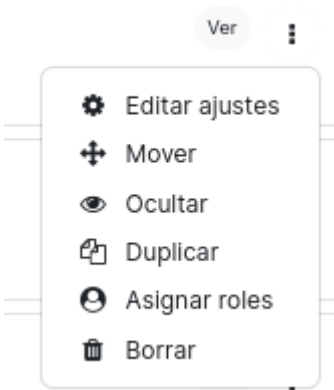 Ver
Editar ajustes
Mover
Ocultar
Duplicar
Asignar roles
Borrar